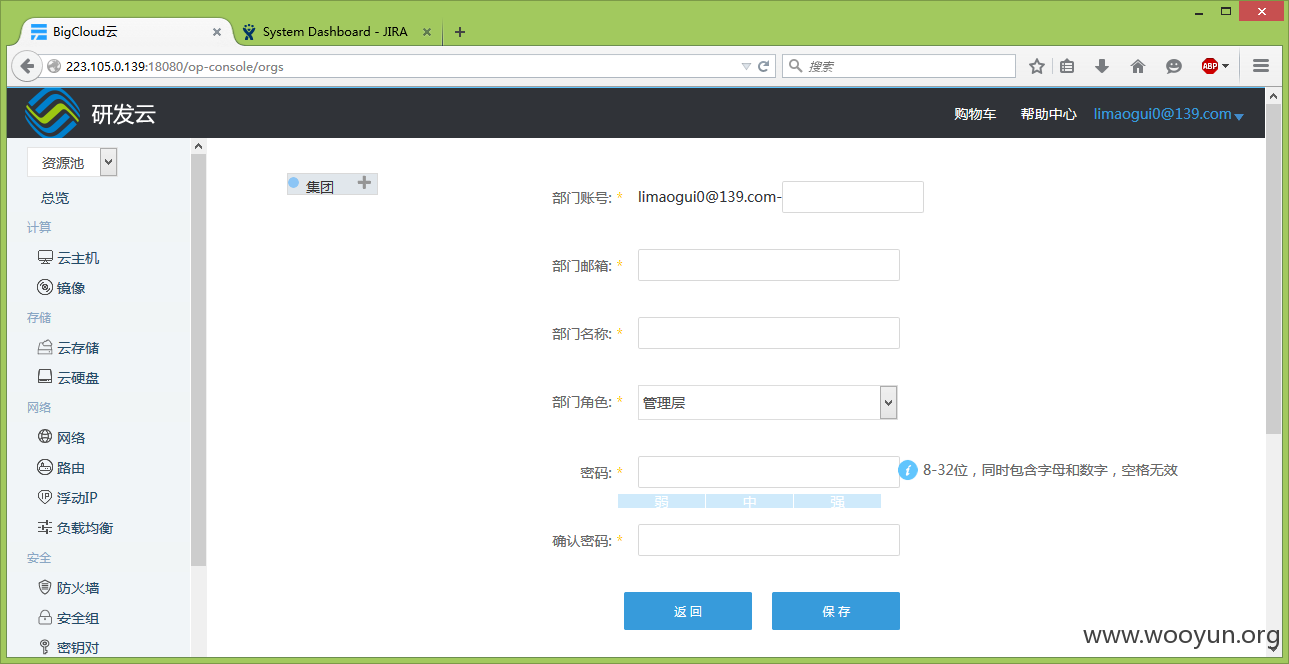 BigCloud云
System Dashboard - JIRA
223.105.0.139:18080/op-console/orgs
搜索
ABP
研发云
购物车 帮助中心 limaogui0@139.com
资源池
总览
计算
云主机
镜像
存储
云存储
云硬盘
网络
网络
路由
浮动IP
负载均衡
安全
防火墙
安全组
密钥对
集团
部门账号: * limaogui0@139.com-
部门邮箱: *
部门名称: *
部门角色: * 管理层
密码: * 8-32位，同时包含字母和数字，空格无效
弱 中 强
确认密码: *
返回 保存
www.wooyun.org